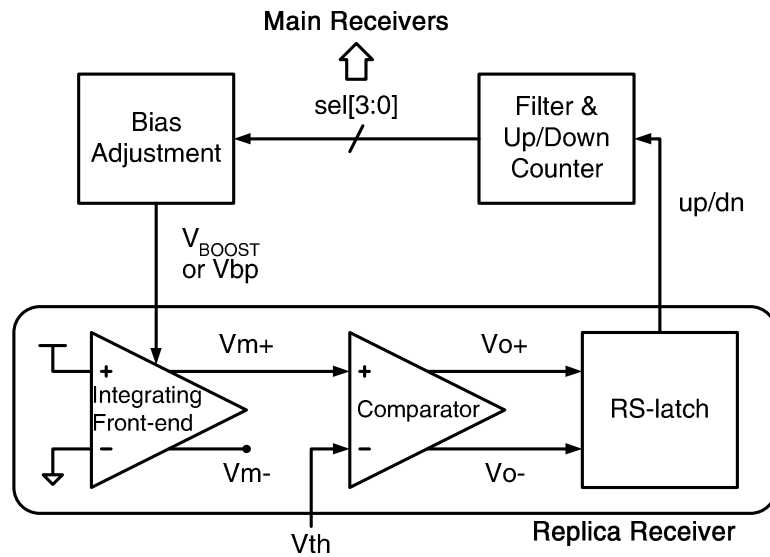 Main Receivers
Bias
Adjustment
sel[3:0]
Filter &
Up/Down
Counter
up/dn
VBOOST
or Vbp
+
Integrating
Front-end
−
Vm+
Vm-
+
Comparator
−
Vo+
Vo-
RS-latch
Vth
Replica Receiver